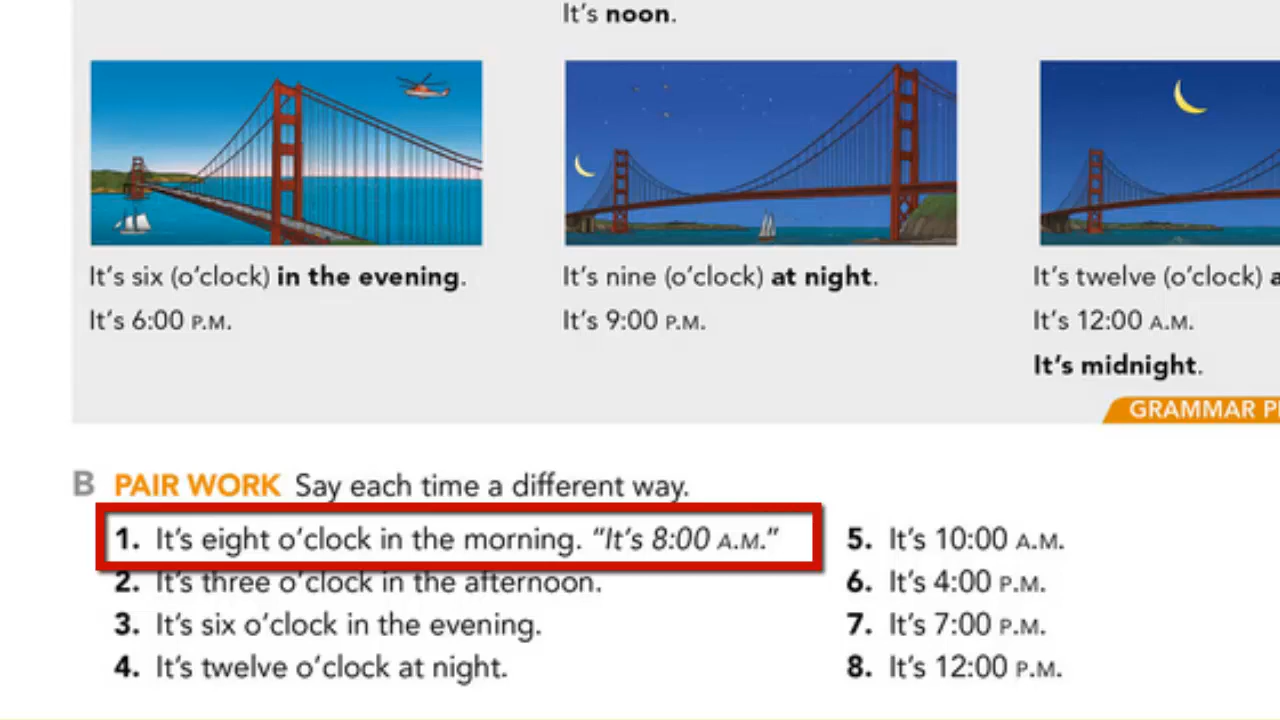 It's noon.
It's six (o'clock) in the evening.
It's 6:00 P.M.
It's nine (o'clock) at night.
It's 9:00 P.M.
It's twelve (o'clock) a
It's 12:00 A.M.
It's midnight.
GRAMMAR
B PAIR WORK Say each time a different way.
1. It's eight o'clock in the morning. "It's 8:00 A.M."
2. It's three o'clock in the afternoon.
3. It's six o'clock in the evening.
4. It's twelve o'clock at night.
5. It's 10:00 A.M.
6. It's 4:00 P.M.
7. It's 7:00 P.M.
8. It's 12:00 P.M.